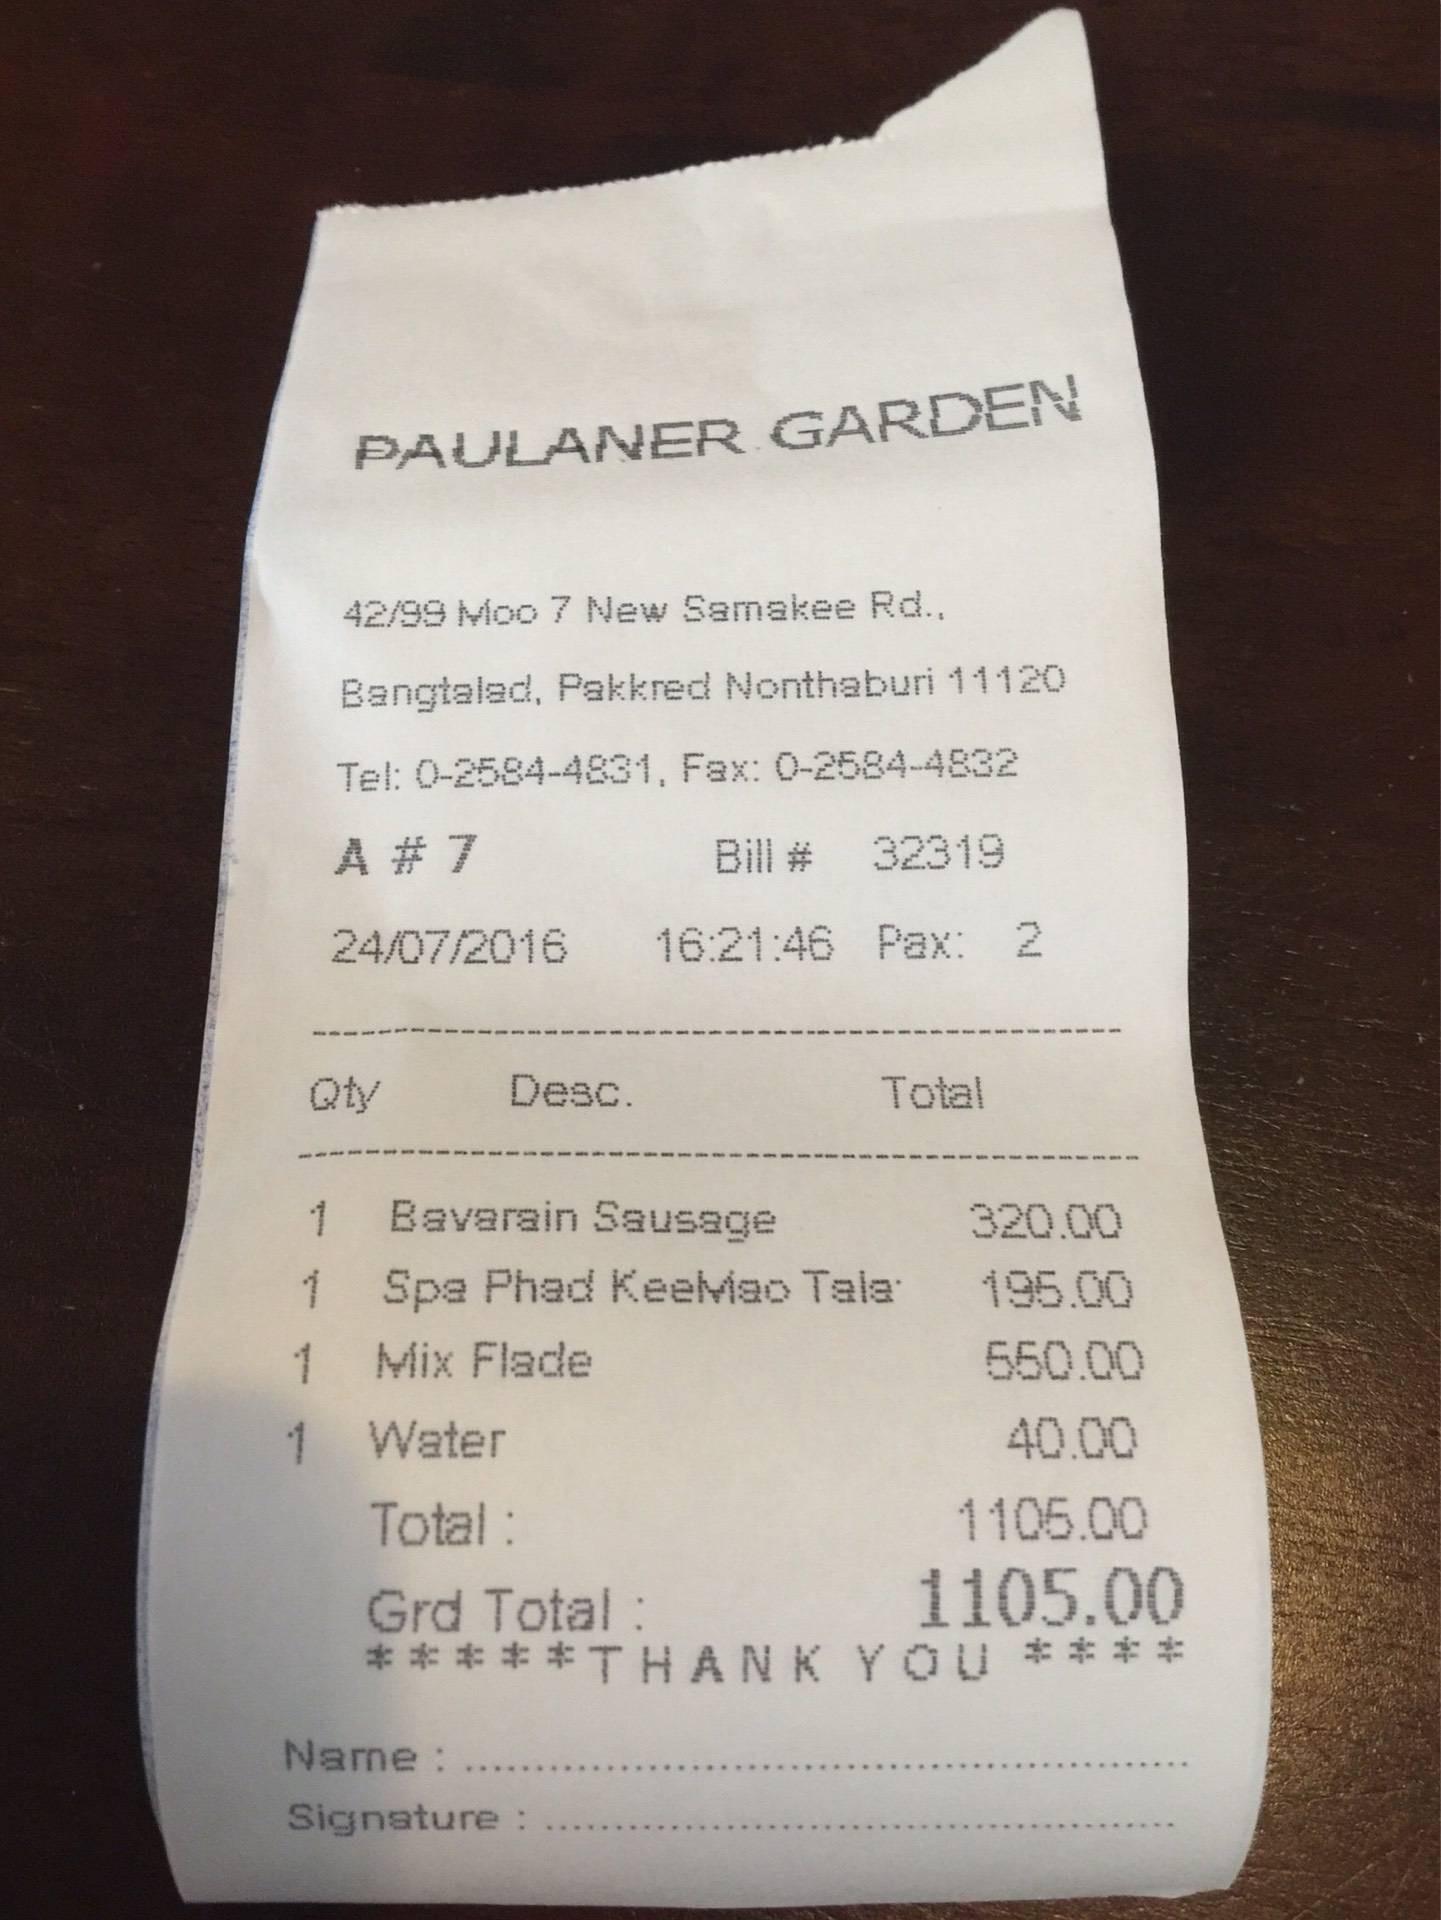 PAULANER GARDEN
42/99 Moo 7 New Samakee Rd.,
Bangtalad, Pakkred Nonthaburi 11120
Tel: 0-2584-4831, Fax: 0-2584-4832
A # 7 Bill # 32319
24/07/2016 16:21:46 Pax: 2
Qty Desc. Total
1 Bavarain Sausage 320.00
1 Spa Phad KeeMao Tala 195.00
1 Mix Flade 550.00
1 Water 40.00
Total : 1105.00
Grd Total : 1105.00
*****THANK YOU ****
Name : ....................................................
Signature : ..............................................